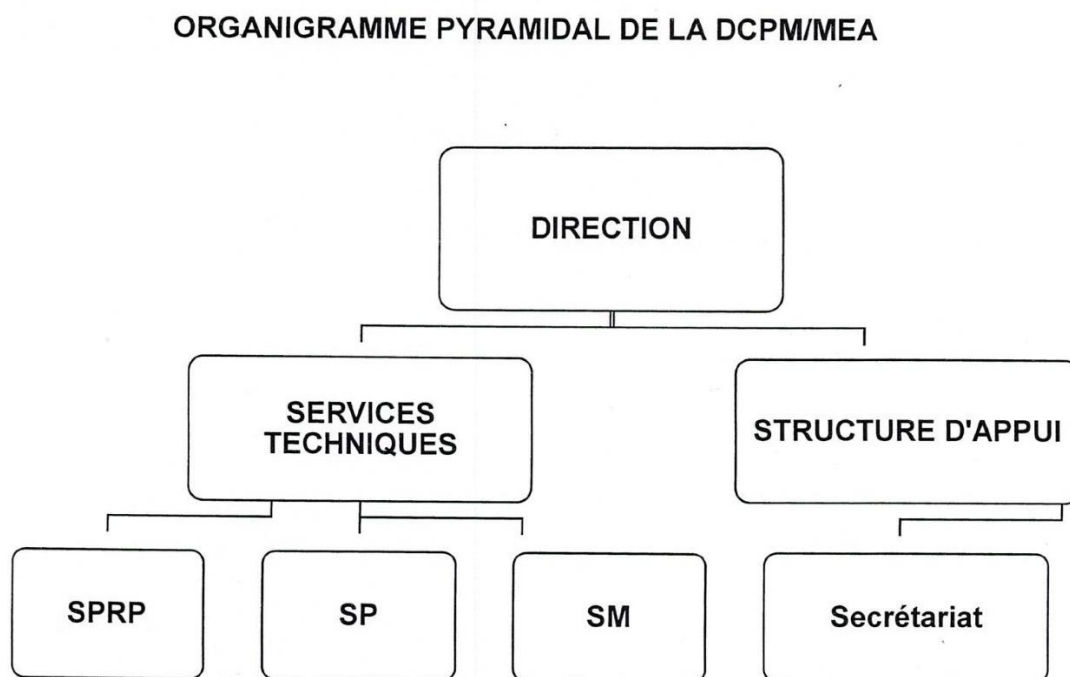 ORGANIGRAMME PYRAMIDAL DE LA DCPM/MEA
DIRECTION
SERVICES
TECHNIQUES
STRUCTURE D'APPUI
SPRP
SP
SM
Secrétariat